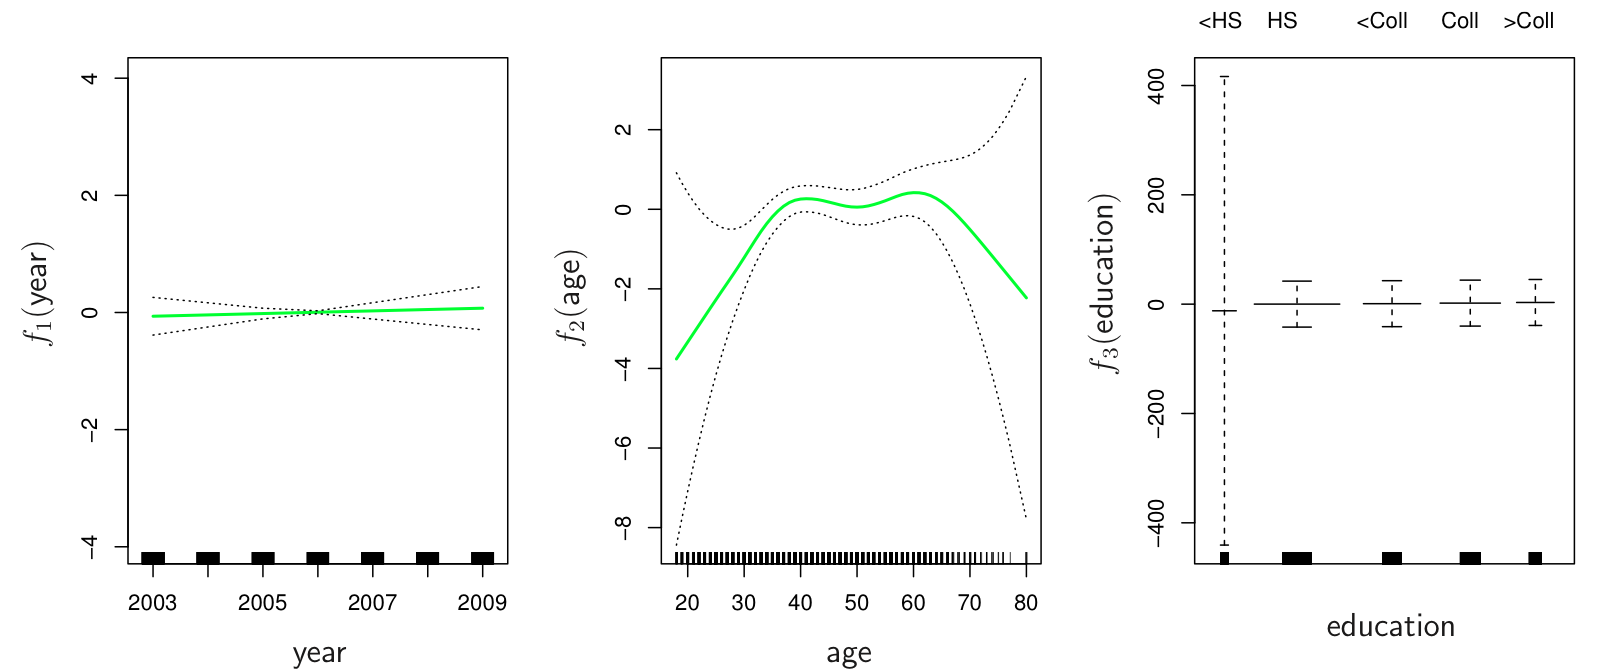 <HS HS <Coll Coll >Coll
4
2
0
−2
−4
f1(year)
2003 2005 2007 2009
year
2
0
−2
−4
−6
−8
f2(age)
20 30 40 50 60 70 80
age
400
200
0
−200
−400
f3(education)
education